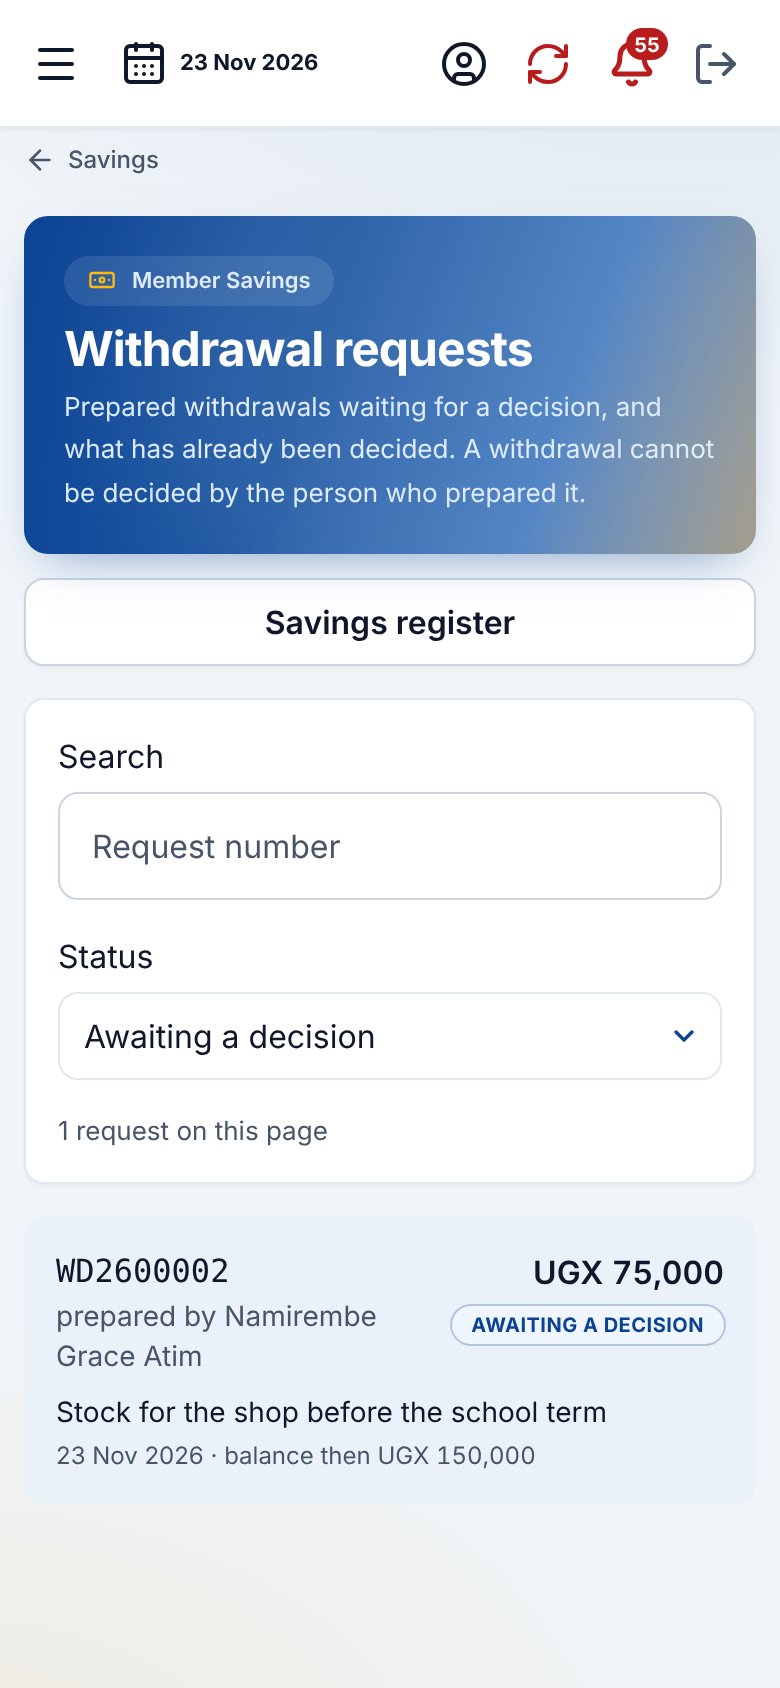 23 Nov 2026
55
Savings
Member Savings
Withdrawal requests
Prepared withdrawals waiting for a decision, and
what has already been decided. A withdrawal cannot
be decided by the person who prepared it.
Savings register
Search
Request number
Status
Awaiting a decision
1 request on this page
WD2600002
UGX 75,000
prepared by Namirembe
Grace Atim
AWAITING A DECISION
Stock for the shop before the school term
23 Nov 2026 · balance then UGX 150,000